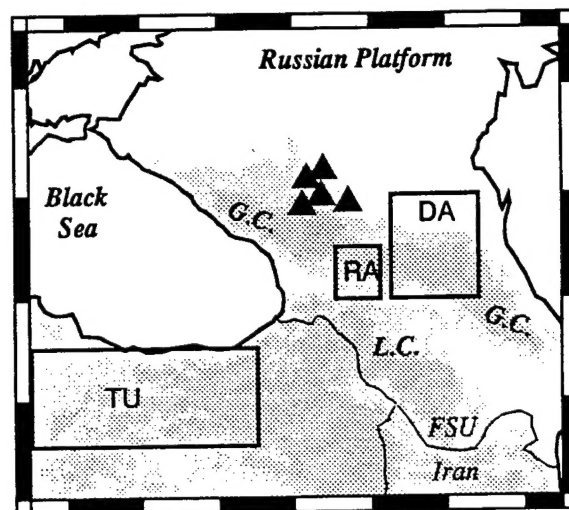 Russian Platform
Black
Sea
G.C.
DA
RA
G.C.
L.C.
TU
FSU
Iran